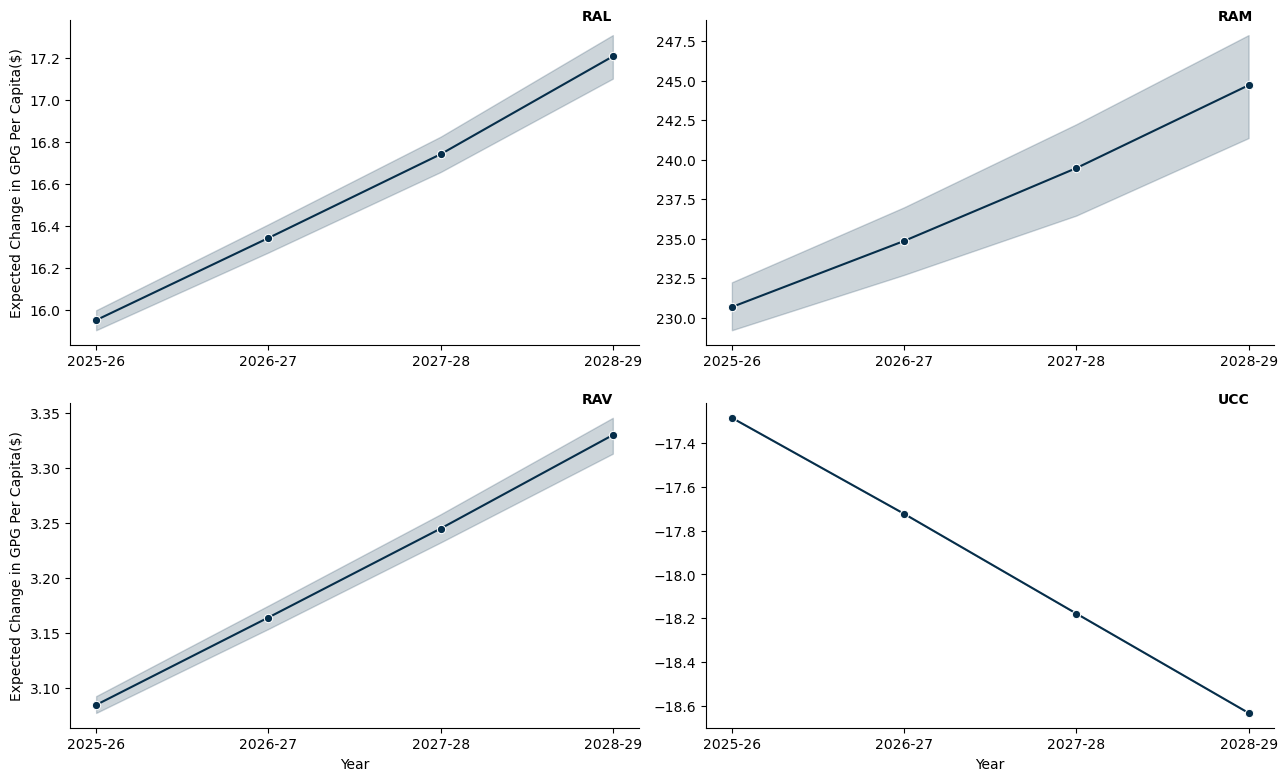 RAL
Expected Change in GPG Per Capita($)
17.2
17.0
16.8
16.6
16.4
16.2
16.0
2025-26 2026-27 2027-28 2028-29
RAM
247.5
245.0
242.5
240.0
237.5
235.0
232.5
230.0
2025-26 2026-27 2027-28 2028-29
RAV
Expected Change in GPG Per Capita($)
3.35
3.30
3.25
3.20
3.15
3.10
2025-26 2026-27 2027-28 2028-29
Year
UCC
−17.4
−17.6
−17.8
−18.0
−18.2
−18.4
−18.6
2025-26 2026-27 2027-28 2028-29
Year